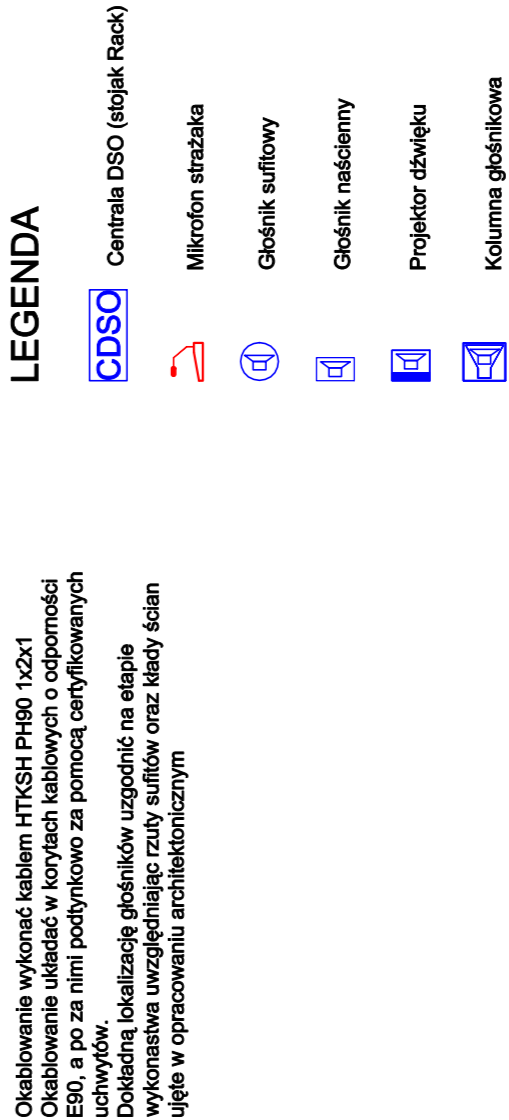 LEGENDA
CDSO Centrala DSO (stojak Rack)
Mikrofon strażaka
Głośnik sufitowy
Głośnik naścienny
Projektor dźwięku
Kolumna głośnikowa
Okablowanie wykonać kablem HTKSH PH90 1x2x1
Okablowanie układać w korytach kablowych o odporności
E90, a po za nimi podtynkowo za pomocą certyfikowanych
uchwytów.
Dokładną lokalizację głośników uzgodnić na etapie
wykonastwa uwzględniając rzuty sufitów oraz kłady ścian
ujęte w opracowaniu architektonicznym